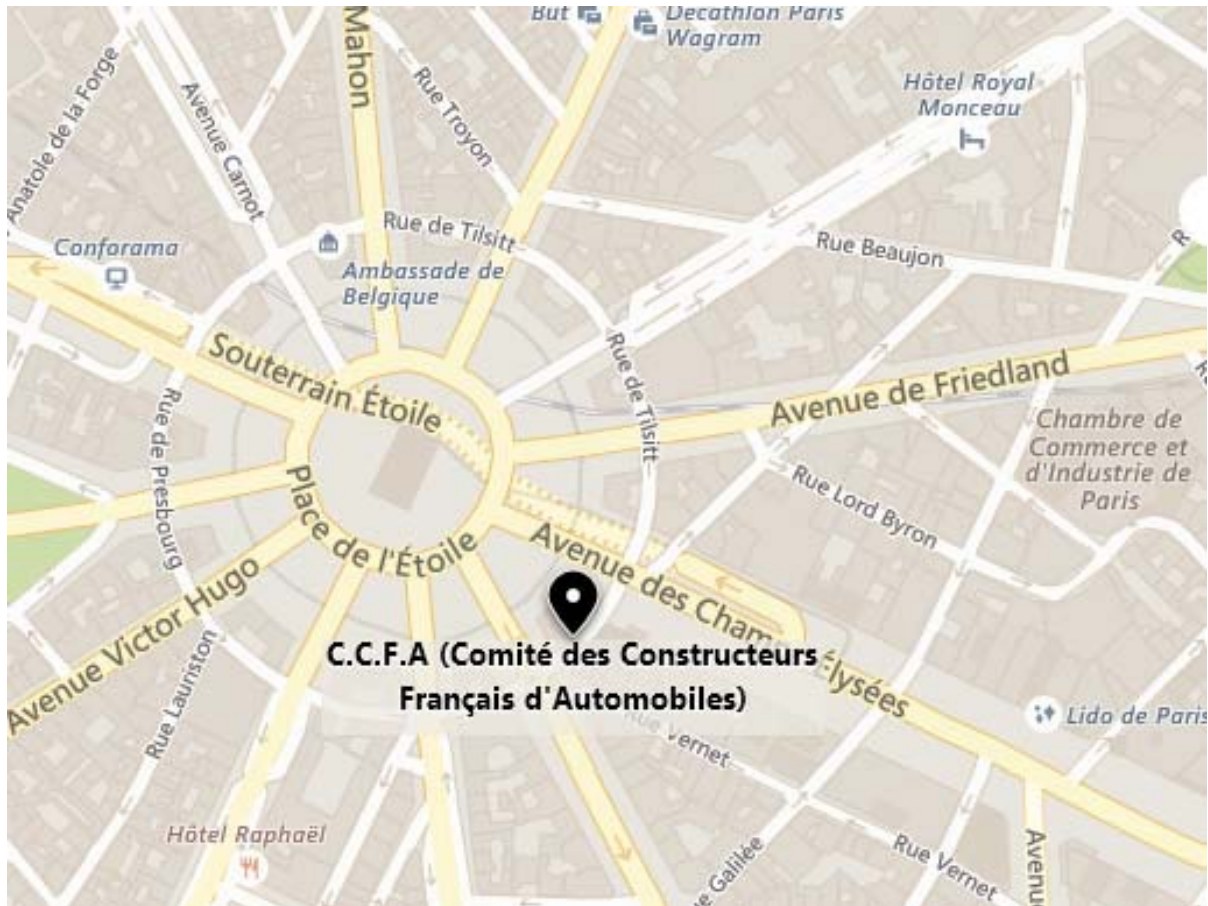 But
Decathlon Paris
Wagram
Mahon
Anatole de la Forge
Avenue Carnot
Rue Troyon
Hôtel Royal
Monceau
Conforama
Rue de Tilsitt
Ambassade de
Belgique
Rue Beaujon
R
Souterrain Étoile
Rue de Tilsitt
Avenue de Friedland
Rue de Presbourg
Chambre de
Commerce et
d'Industrie de
Paris
Place de l'Étoile
Rue Lord Byron
Avenue des Champs-Élysées
Avenue Victor Hugo
C.C.F.A (Comité des Constructeurs
Français d'Automobiles)
Rue Lauriston
Rue Vernet
Lido de Paris
Hôtel Raphaël
Rue Vernet
Galilée
Avenu